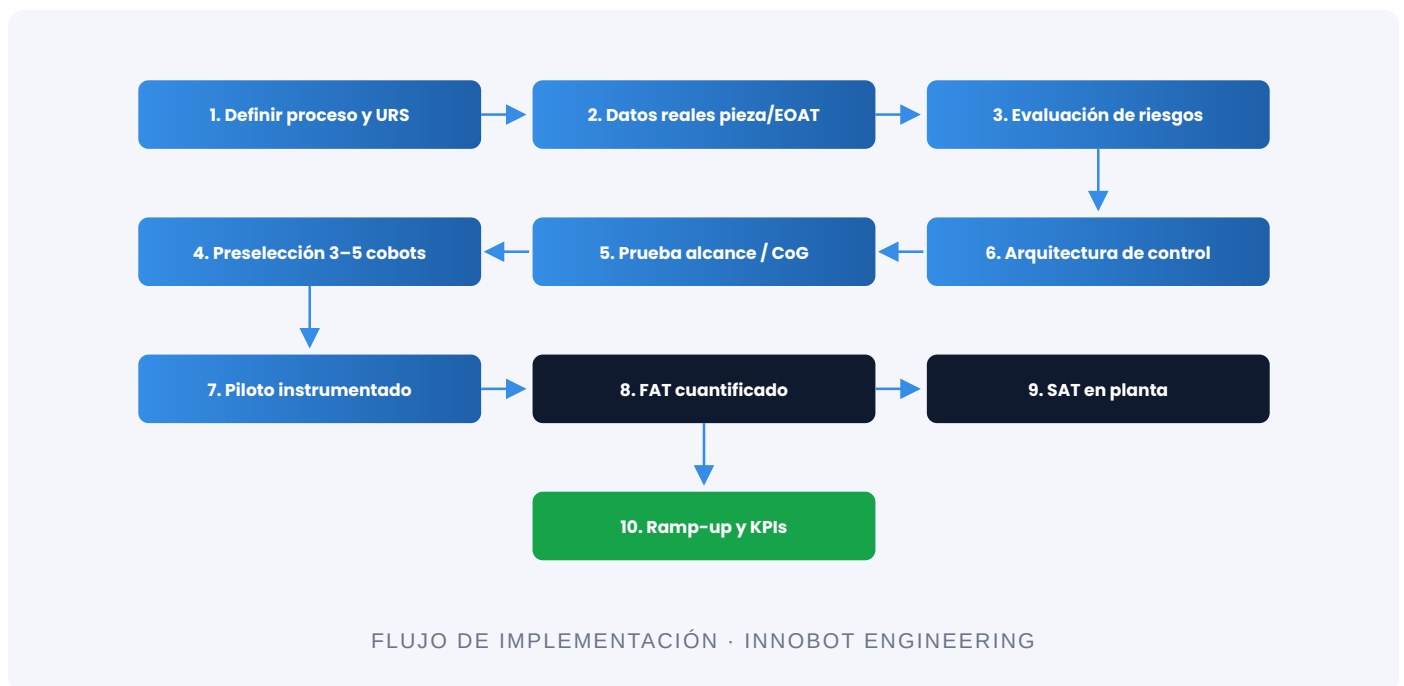 1. Definir proceso y URS
2. Datos reales pieza/EOAT
3. Evaluación de riesgos
4. Preselección 3–5 cobots
5. Prueba alcance / CoG
6. Arquitectura de control
7. Piloto instrumentado
8. FAT cuantificado
9. SAT en planta
10. Ramp-up y KPIs
FLUJO DE IMPLEMENTACIÓN · INNOBOT ENGINEERING